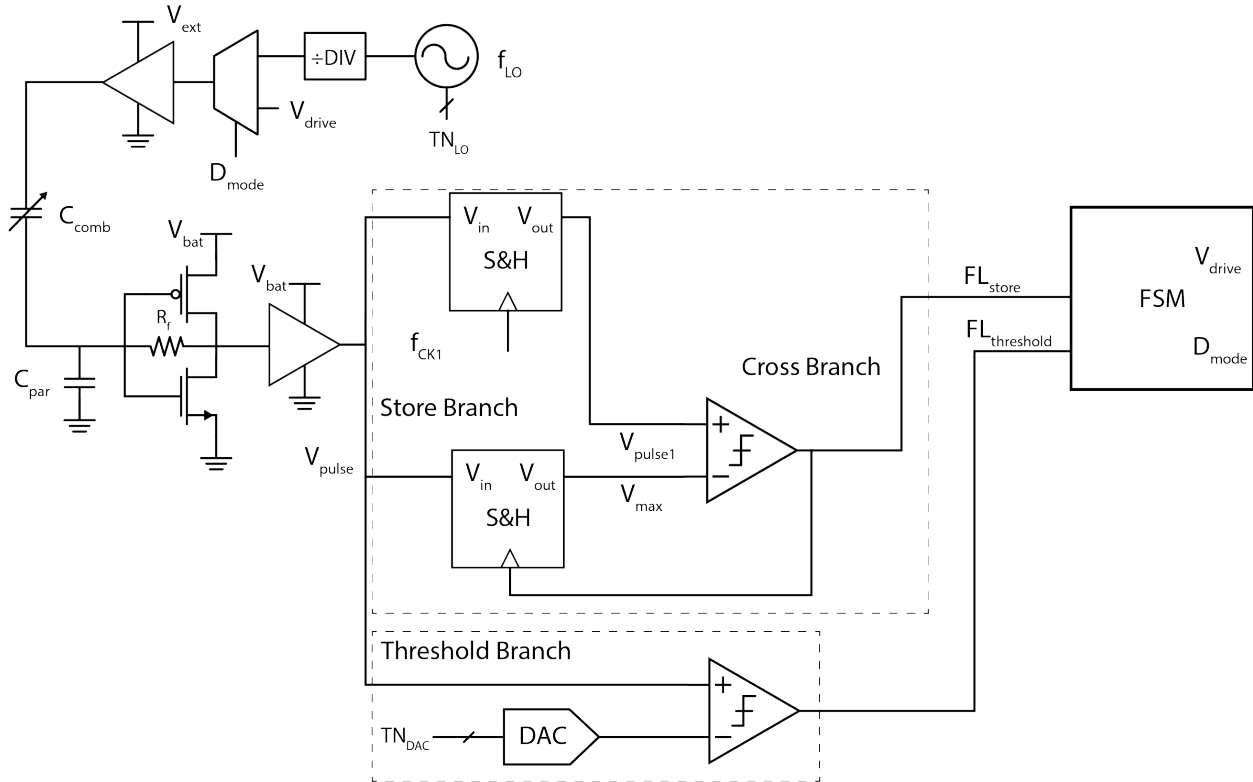 V_ext
÷DIV
f_LO
V_drive
TN_LO
D_mode
C_comb
V_bat
V_in V_out
S&H
V_bat
R_f
FL_store
V_drive
FSM
f_CK1
FL_threshold
D_mode
Cross Branch
C_par
Store Branch
+
V_pulse1
V_pulse
V_in V_out
−
V_max
S&H
Threshold Branch
+
TN_DAC
DAC
−